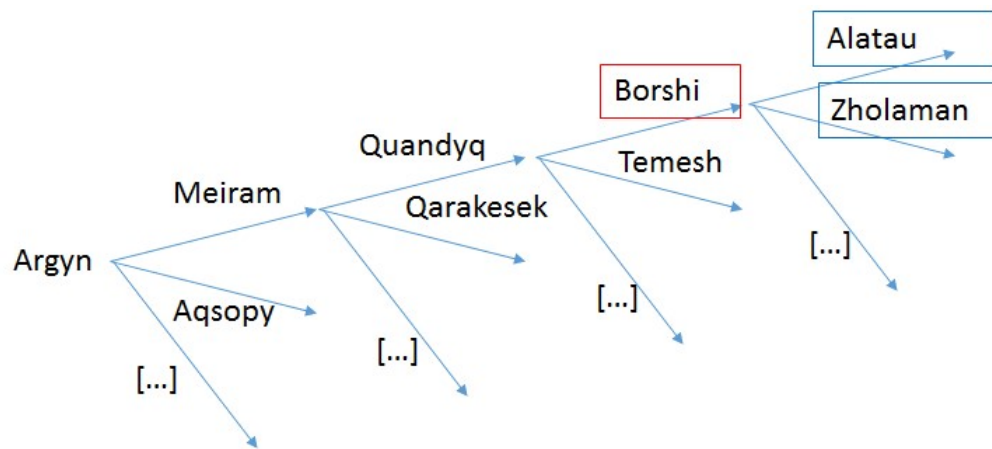 Alatau
Borshi
Zholaman
Quandyq
Temesh
Meiram
Qarakesek
[...]
Argyn
[...]
Aqsopy
[...]
[...]